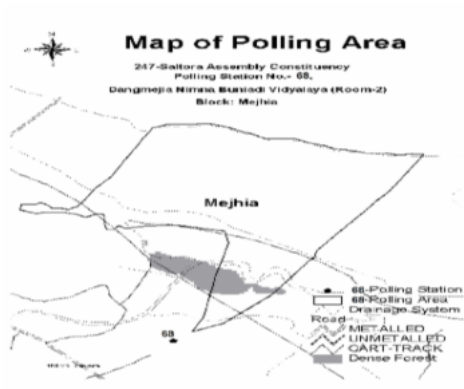 Map of Polling Area
247-Saltora Assembly Constituency
Polling Station No.- 68,
Dangmejia Nimna Buniadi Vidyalaya (Room-2)
Block: Mejhia
Mejhia
68
68-Polling Station
68-Polling Area
Drainage System
Road
METALLED
UNMETALLED
CART-TRACK
Dense Forest